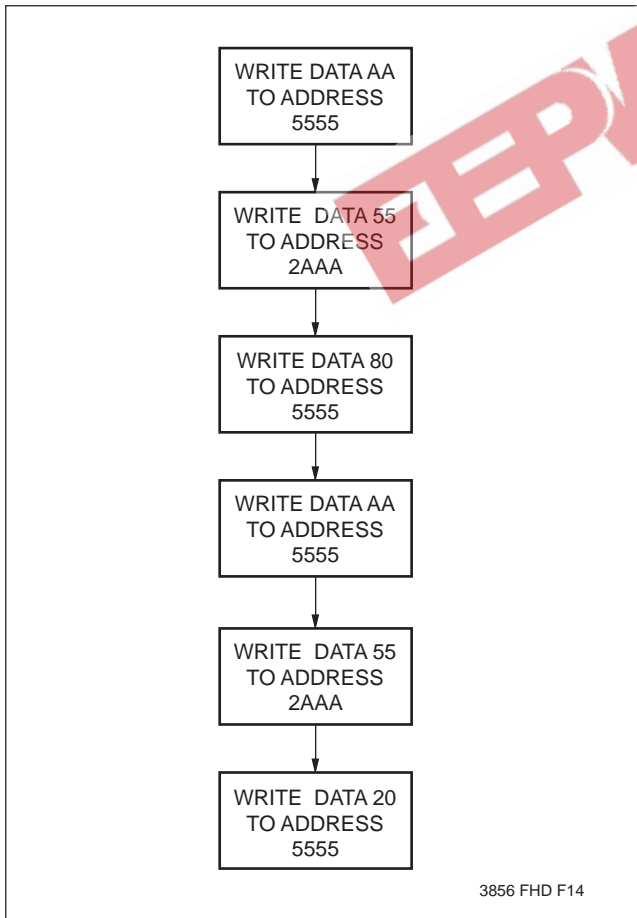 WRITE DATA AA
TO ADDRESS
5555
WRITE DATA 55
TO ADDRESS
2AAA
WRITE DATA 80
TO ADDRESS
5555
WRITE DATA AA
TO ADDRESS
5555
WRITE DATA 55
TO ADDRESS
2AAA
WRITE DATA 20
TO ADDRESS
5555
3856 FHD F14